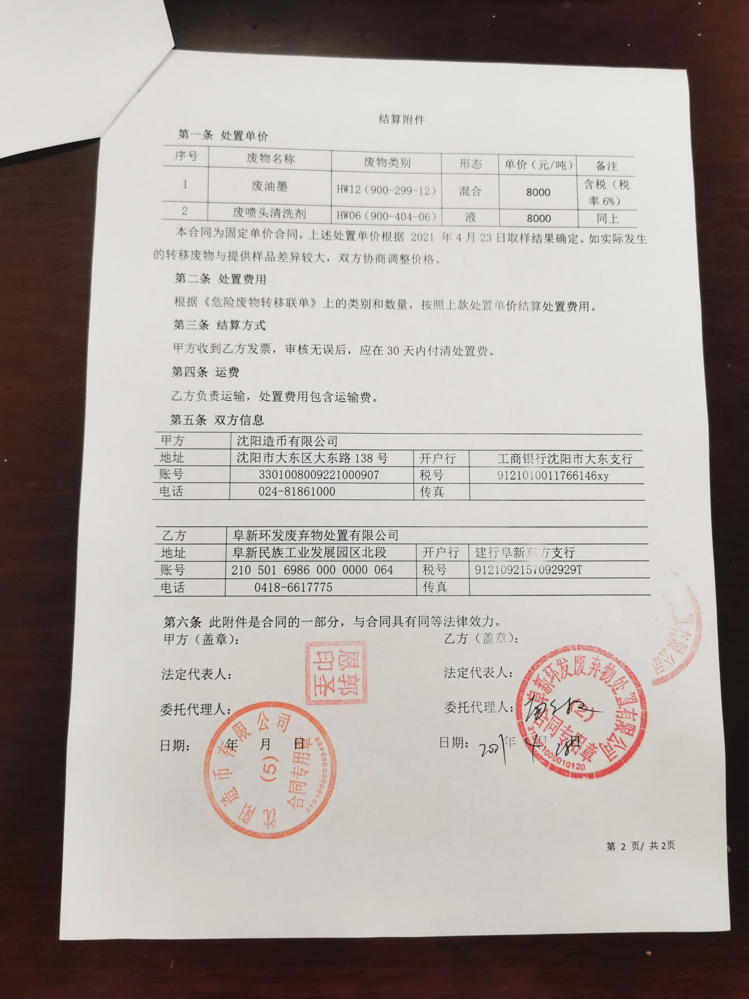 结算附件
第一条 处置单价
序号 废物名称 废物类别 形态 单价（元/吨） 备注
1 废油墨 HW12（900-299-12） 混合 8000 含税（税率6%）
2 废喷头清洗剂 HW06（900-404-06） 液 8000 同上
本合同为固定单价合同，上述处置单价根据 2021 年 4 月 23 日取样结果确定。如实际发生
的转移废物与提供样品差异较大，双方协商调整价格。
第二条 处置费用
根据《危险废物转移联单》上的类别和数量，按照上款处置单价结算处置费用。
第三条 结算方式
甲方收到乙方发票，审核无误后，应在 30 天内付清处置费。
第四条 运费
乙方负责运输，处置费用包含运输费。
第五条 双方信息
甲方 沈阳造币有限公司
地址 沈阳市大东区大东路 138 号 开户行 工商银行沈阳市大东支行
账号 3301008009221000907 税号 9121010011766146xy
电话 024-81861000 传真
乙方 阜新环发废弃物处置有限公司
地址 阜新民族工业发展园区北段 开户行 建行阜新东方支行
账号 210 501 6986 000 0000 064 税号 9121092157092929T
电话 0418-6617775 传真
第六条 此附件是合同的一部分，与合同具有同等法律效力。
甲方（盖章）： 乙方（盖章）：
法定代表人： 法定代表人：
委托代理人： 委托代理人：
日期： 年 月 日 日期： 2021年 4月 28日
郭恩圣印
沈阳造币有限公司
(5)
合同专用章
2101000000088468
阜新环发废弃物处置有限公司
(2)
合同专用章
置有限公司
第 2 页/ 共2页